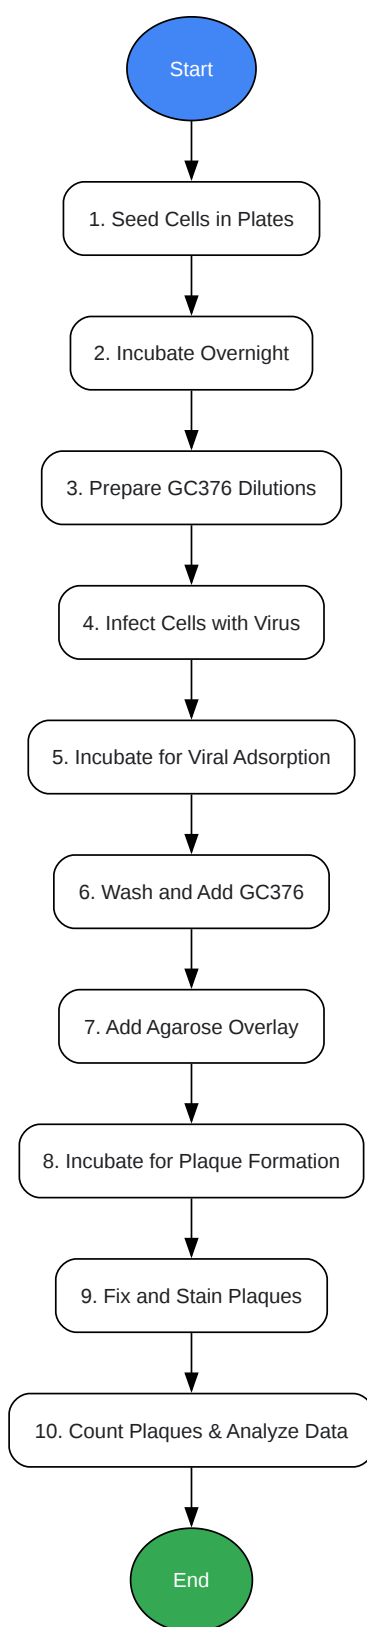 Start
1. Seed Cells in Plates
2. Incubate Overnight
3. Prepare GC376 Dilutions
4. Infect Cells with Virus
5. Incubate for Viral Adsorption
6. Wash and Add GC376
7. Add Agarose Overlay
8. Incubate for Plaque Formation
9. Fix and Stain Plaques
10. Count Plaques & Analyze Data
End